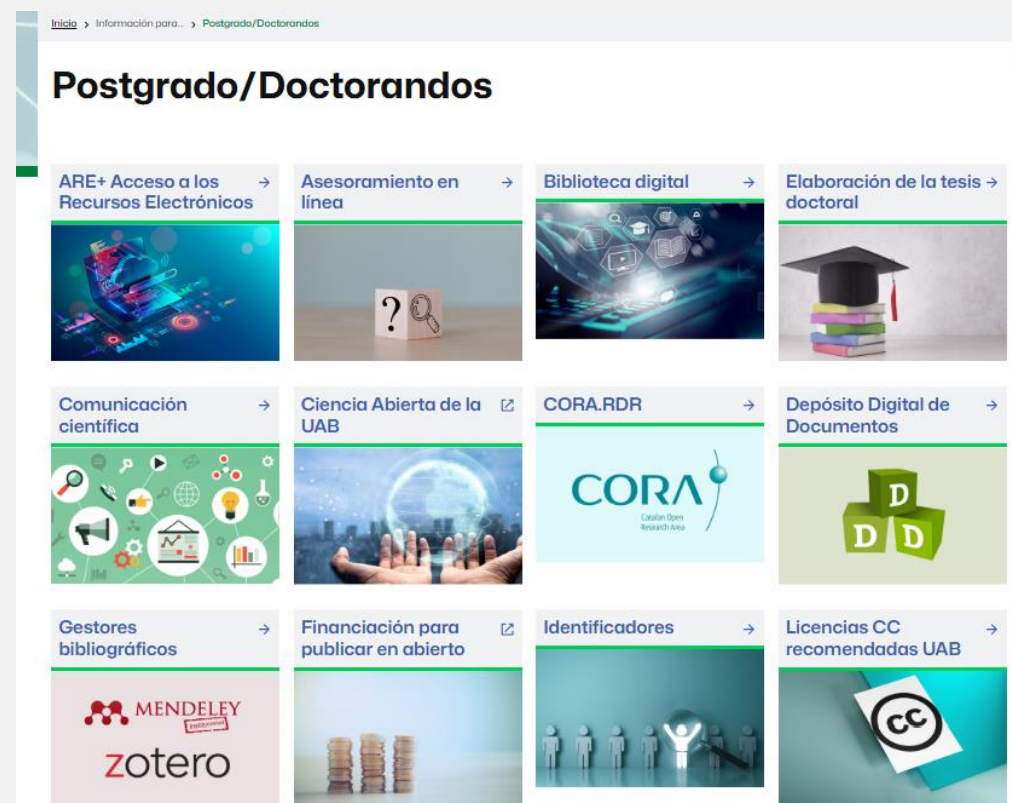 Inicio > Información para... > Postgrado/Doctorandos
Postgrado/Doctorandos
ARE+ Acceso a los
Recursos Electrónicos
Asesoramiento en
línea
Biblioteca digital
Elaboración de la tesis
doctoral
?
Comunicación
científica
Ciencia Abierta de la
UAB
CORA.RDR
Depósito Digital de
Documentos
CORA
Catalan Open
Research Area
D
D D
Gestores
bibliográficos
Financiación para
publicar en abierto
Identificadores
Licencias CC
recomendadas UAB
MENDELEY
Institucional
zotero
cc